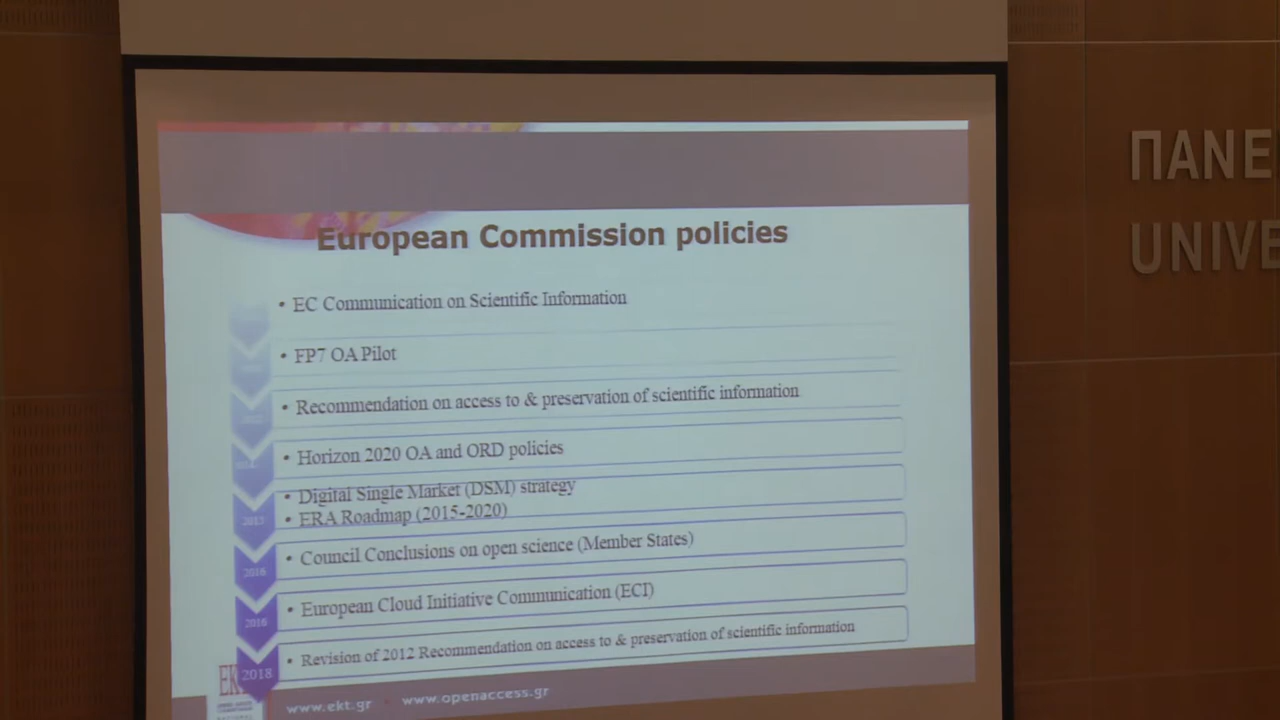 European Commission policies
• EC Communication on Scientific Information
• FP7 OA Pilot
• Recommendation on access to & preservation of scientific information
2014
• Horizon 2020 OA and ORD policies
• Digital Single Market (DSM) strategy
2015
• ERA Roadmap (2015-2020)
2016
• Council Conclusions on open science (Member States)
2016
• European Cloud Initiative Communication (ECI)
2018
• Revision of 2012 Recommendation on access to & preservation of scientific information
EK
www.ekt.gr • www.openaccess.gr
ΠΑΝΕ
UNIVE